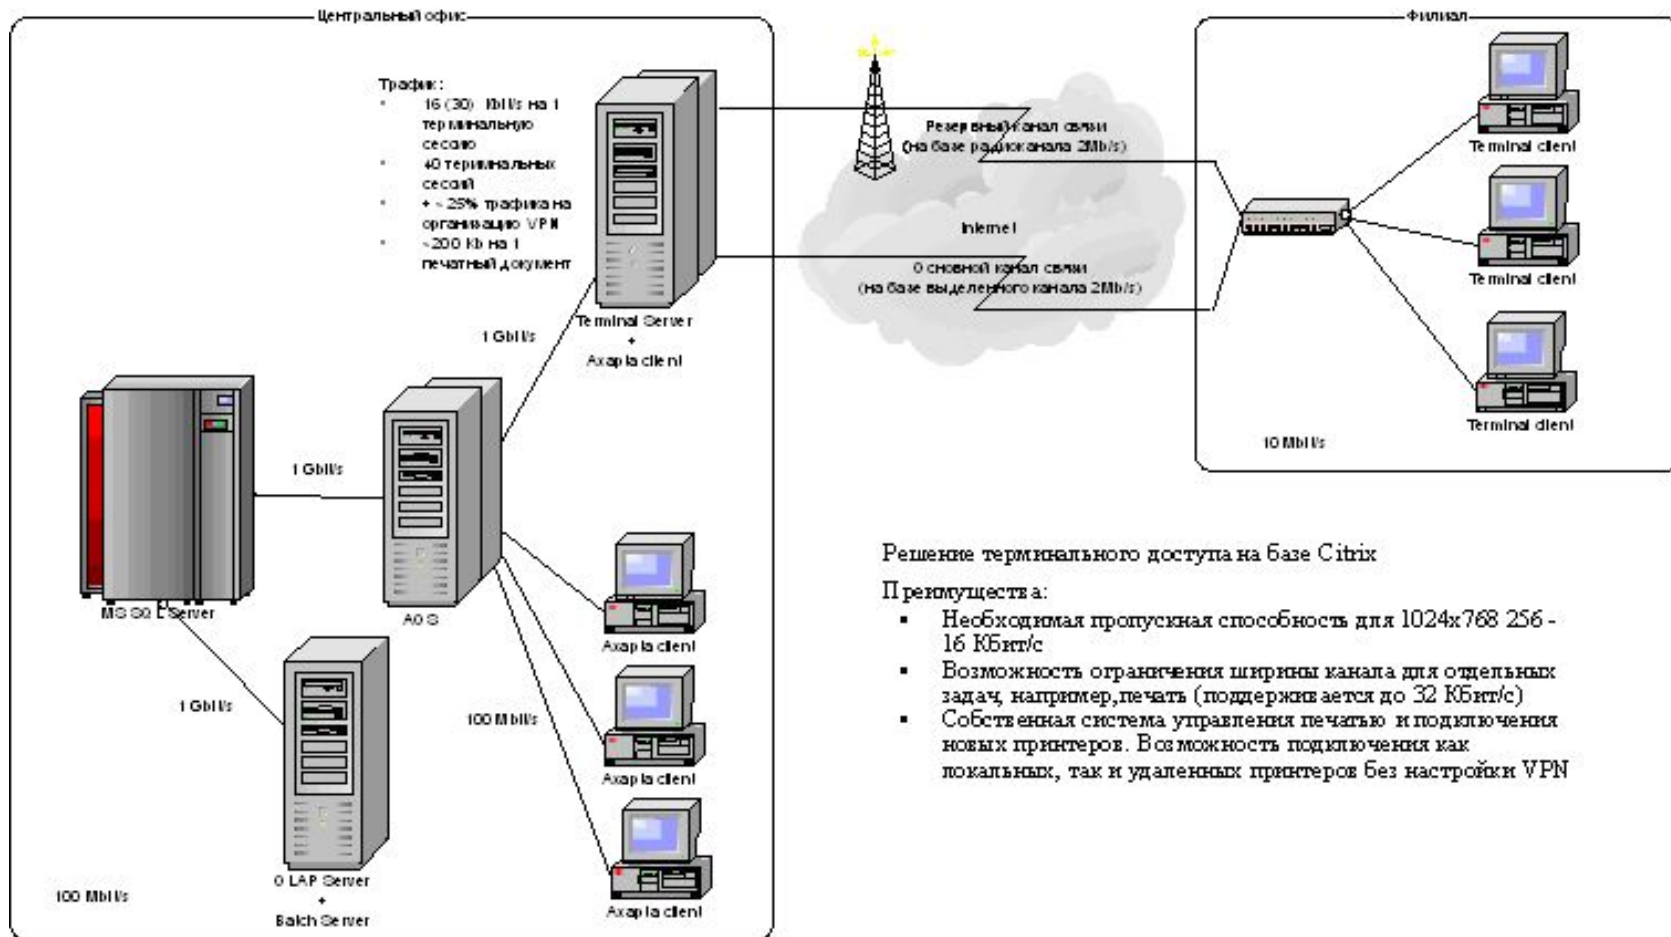 Центральный офис
Филиал
Трафик:
16 (30) Kbit/s на 1
терминальную
сессию
40 териминальных
сессий
+ ~ 25% трафика на
организацию VPN
~200 Kb на 1
печатный документ
Terminal Server
+
Axapta client
Резервный канал связи
(на базе радиоканала 2Mb/s)
Internet
Основной канал связи
(на базе выделенного канала 2Mb/s)
Terminal client
Terminal client
Terminal client
10 Mbit/s
1 Gbit/s
1 Gbit/s
MS SQL Server
AOS
1 Gbit/s
100 Mbit/s
Axapta client
Axapta client
Axapta client
OLAP Server
+
Batch Server
100 Mbit/s
Решение терминального доступа на базе Citrix
Преимущества:
Необходимая пропускная способность для 1024x768 256 -
16 Кбит/с
Возможность ограничения ширины канала для отдельных
задач, например,печать (поддерживается до 32 Кбит/с)
Собственная система управления печатью и подключения
новых принтеров. Возможность подключения как
локальных, так и удаленных принтеров без настройки VPN